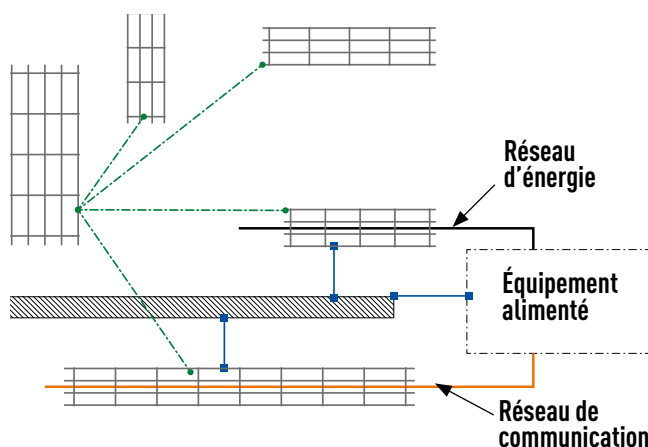 Réseau
d'énergie
Équipement
alimenté
Réseau de
communication